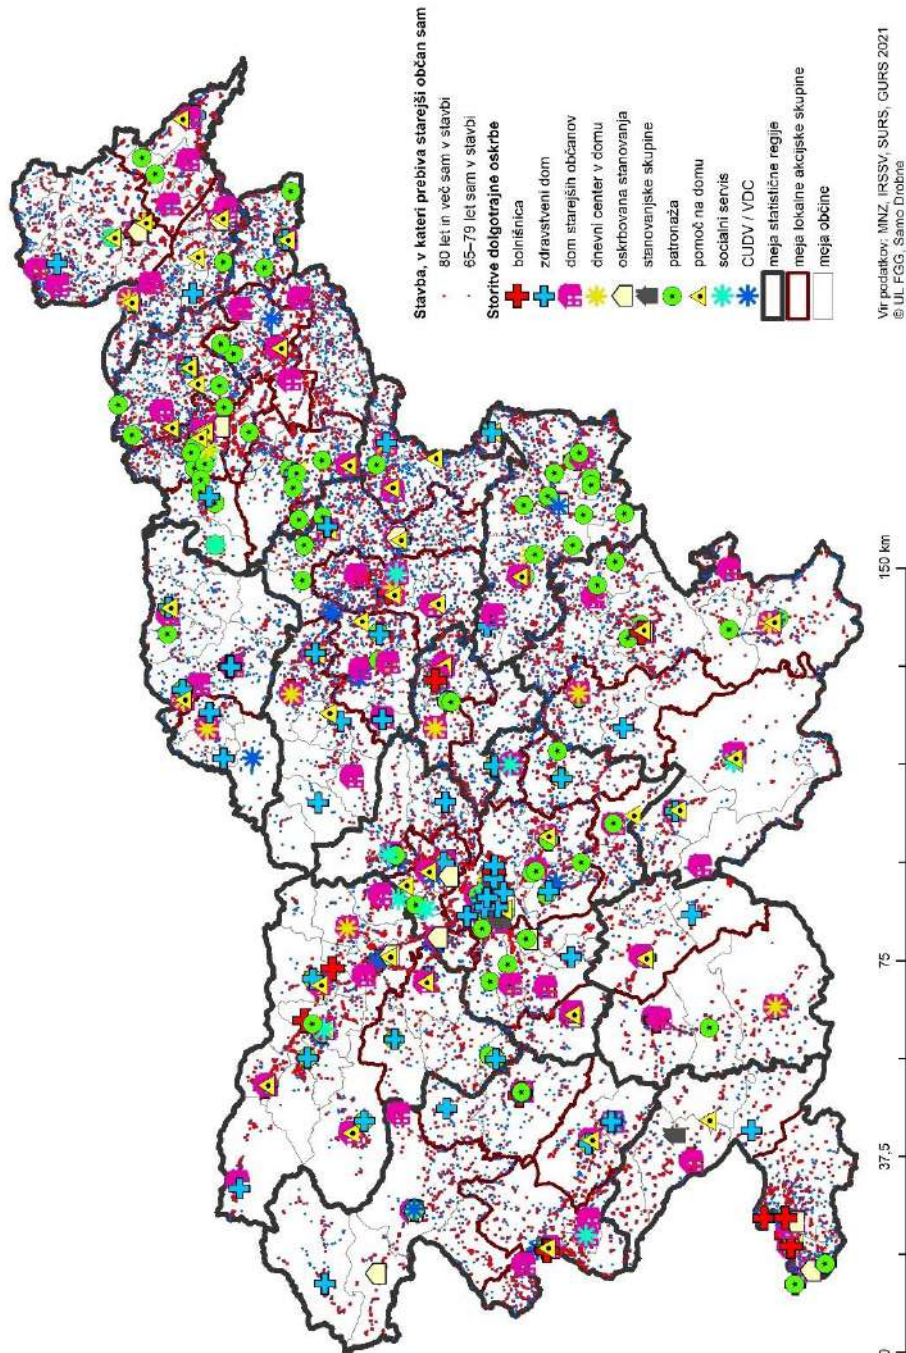 Stavba, v kateri prebiva starejši občan sam
80 let in več sam v stavbi
65–79 let sam v stavbi
Storitve dolgotrajne oskrbe
bolnišnica
zdravstveni dom
dom starejših občanov
dnevni center v domu
oskrbovana stanovanja
stanovanjske skupine
patronaža
pomoč na domu
socialni servis
CUDV / VDC
meja statistične regije
meja lokalne akcijske skupine
meja občine
Vir podatkov: MNZ, IRSSV, SURS, GURS 2021
© UL FGG, Samo Drobne
0 37.5 75 150 km